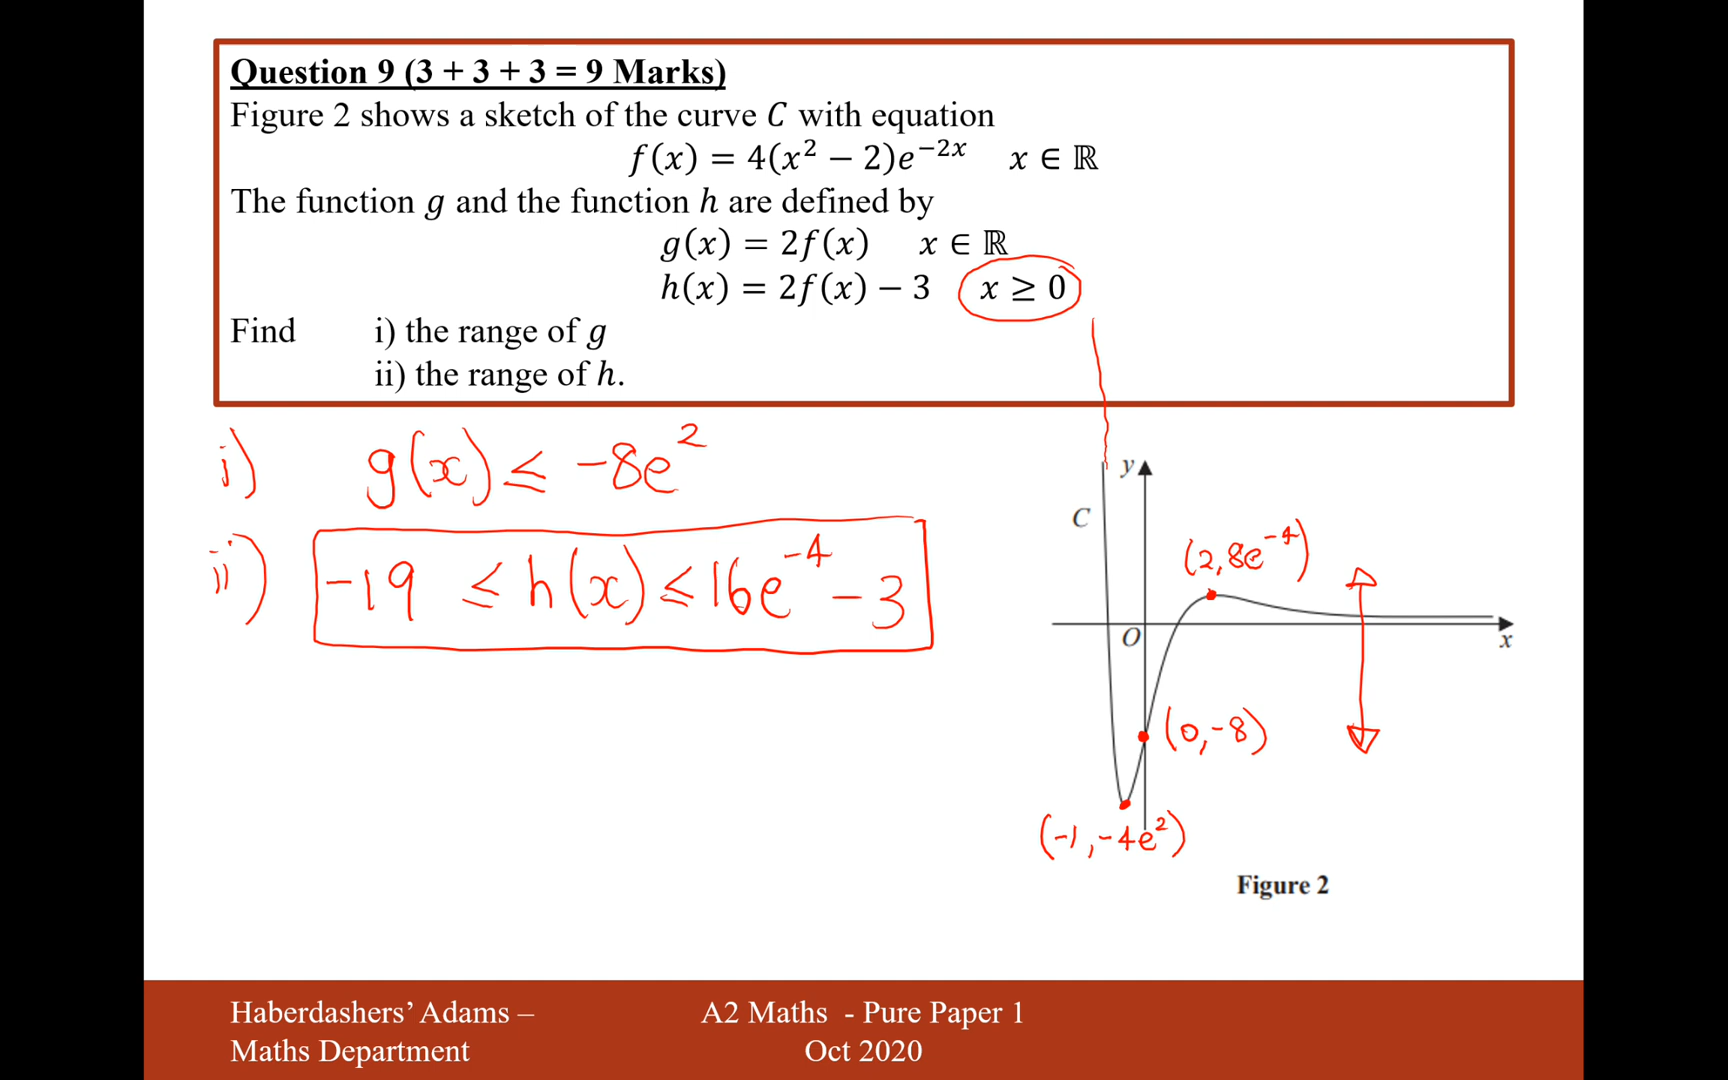 Question 9 (3 + 3 + 3 = 9 Marks)
Figure 2 shows a sketch of the curve C with equation
f(x) = 4(x² − 2)e⁻²ˣ x ∈ ℝ
The function g and the function h are defined by
g(x) = 2f(x) x ∈ ℝ
h(x) = 2f(x) − 3 x ≥ 0
Find i) the range of g
ii) the range of h.
i) g(x) ≤ -8e²
ii) -19 ≤ h(x) ≤ 16e⁻⁴ - 3
y
C
(2, 8e⁻⁴)
O
x
(0, -8)
(-1, -4e²)
Figure 2
Haberdashers’ Adams –
Maths Department
A2 Maths - Pure Paper 1
Oct 2020